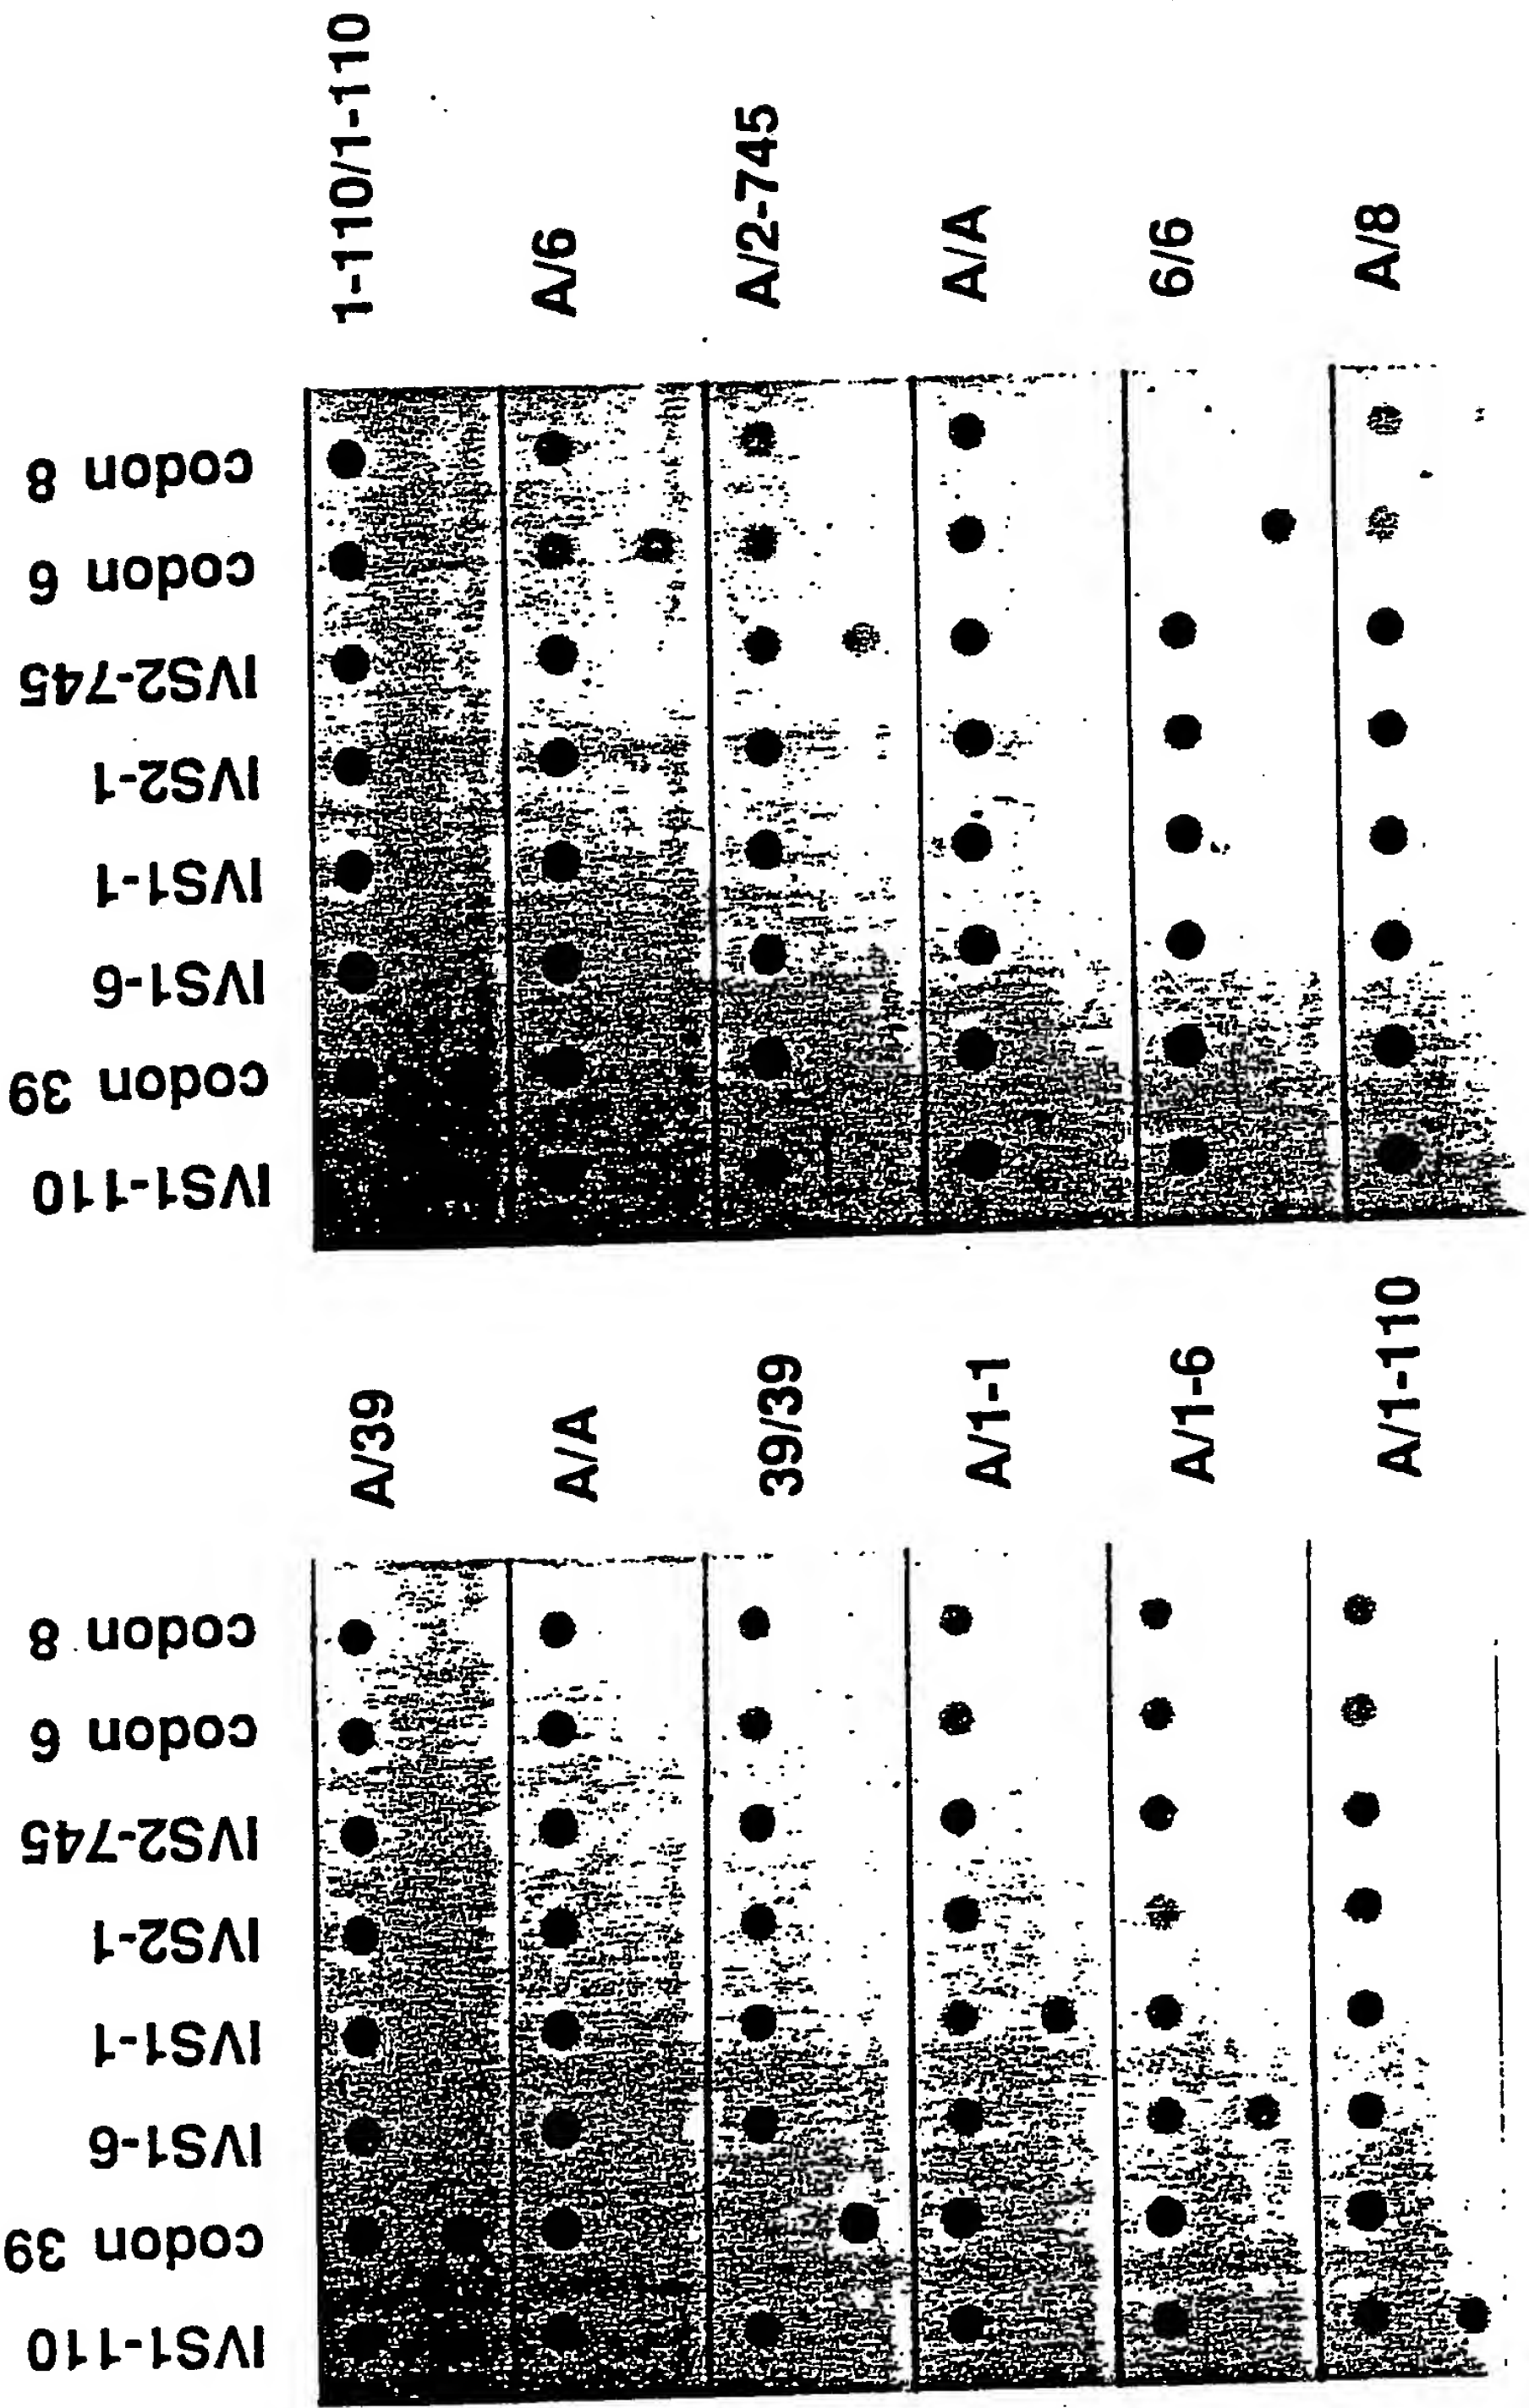 codon 8
codon 6
IVS2-745
IVS2-1
IVS1-1
IVS1-6
codon 39
IVS1-110
1-110/1-110
A/6
A/2-745
A/A
6/6
A/8
codon 8
codon 6
IVS2-745
IVS2-1
IVS1-1
IVS1-6
codon 39
IVS1-110
A/39
A/A
39/39
A/1-1
A/1-6
A/1-110